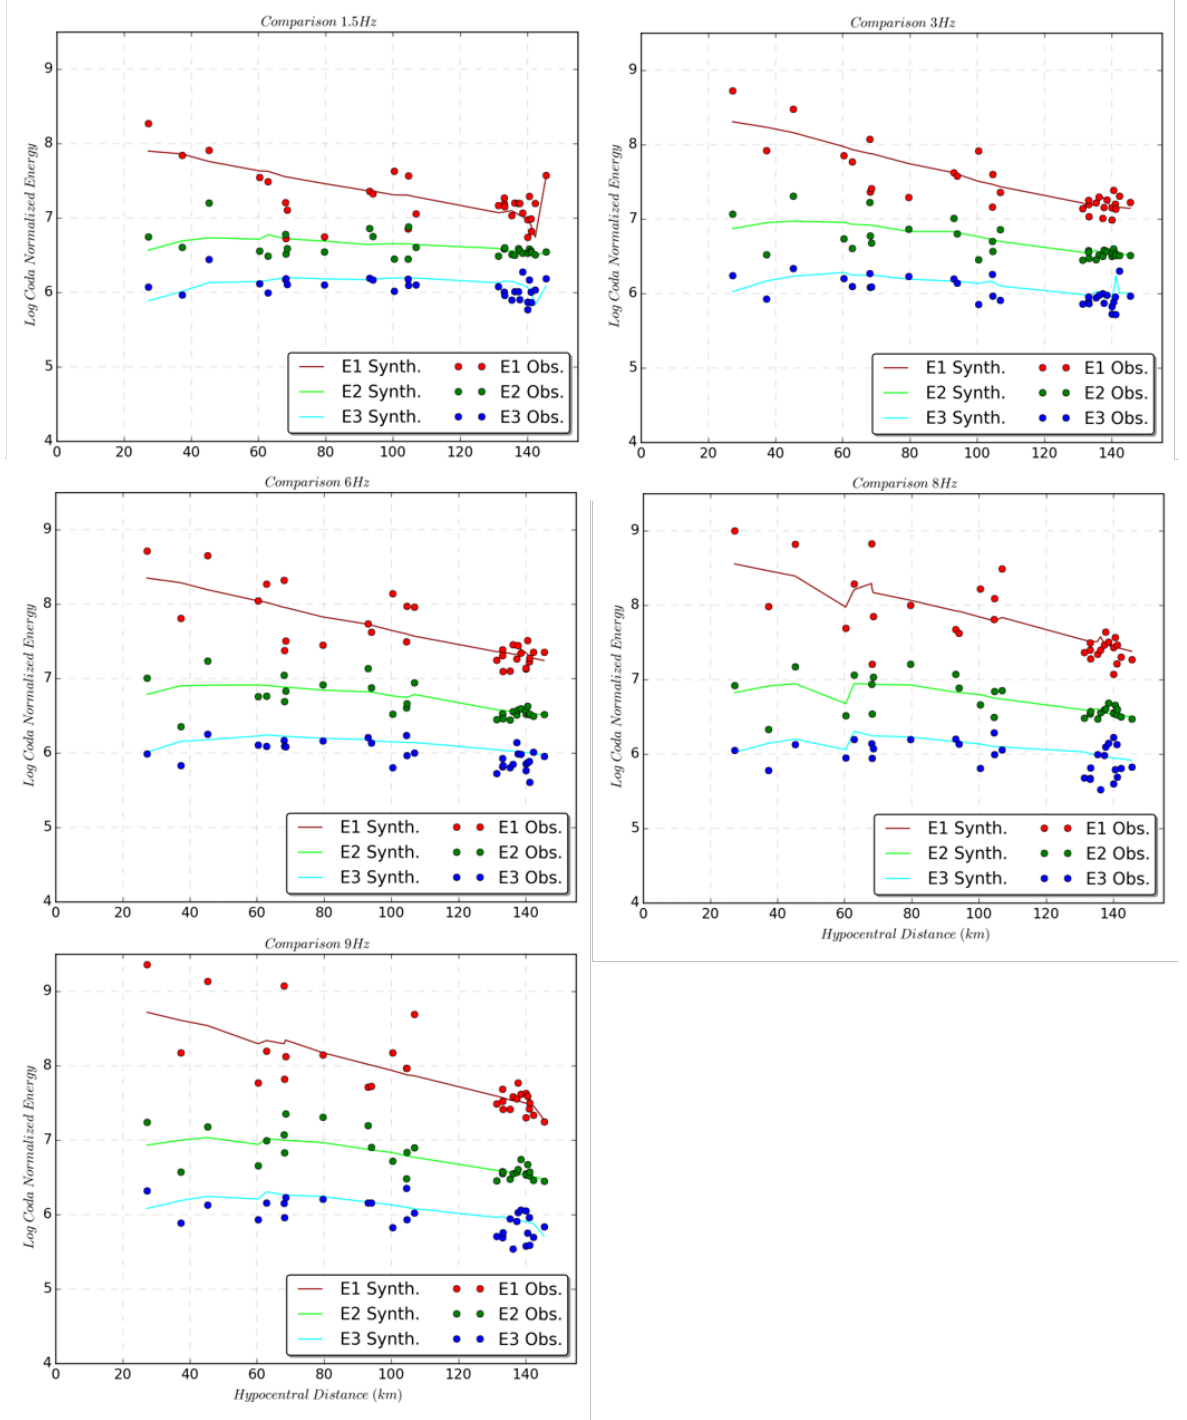 Comparison 1.5Hz
Log Coda Normalized Energy
9
8
7
6
5
4
0 20 40 60 80 100 120 140
E1 Synth. E1 Obs.
E2 Synth. E2 Obs.
E3 Synth. E3 Obs.
Comparison 3Hz
Log Coda Normalized Energy
9
8
7
6
5
4
0 20 40 60 80 100 120 140
E1 Synth. E1 Obs.
E2 Synth. E2 Obs.
E3 Synth. E3 Obs.
Comparison 6Hz
Log Coda Normalized Energy
9
8
7
6
5
4
0 20 40 60 80 100 120 140
E1 Synth. E1 Obs.
E2 Synth. E2 Obs.
E3 Synth. E3 Obs.
Comparison 8Hz
Log Coda Normalized Energy
9
8
7
6
5
4
0 20 40 60 80 100 120 140
Hypocentral Distance (km)
E1 Synth. E1 Obs.
E2 Synth. E2 Obs.
E3 Synth. E3 Obs.
Comparison 9Hz
Log Coda Normalized Energy
9
8
7
6
5
4
0 20 40 60 80 100 120 140
Hypocentral Distance (km)
E1 Synth. E1 Obs.
E2 Synth. E2 Obs.
E3 Synth. E3 Obs.